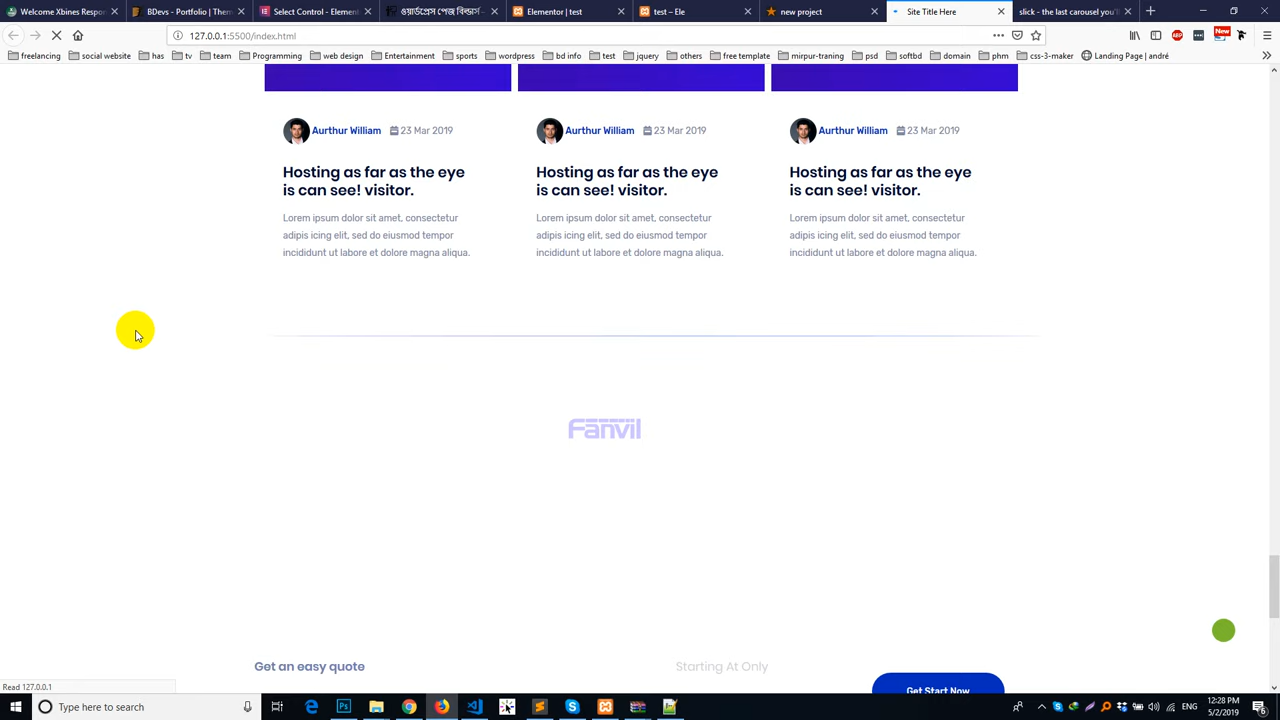 Welcome Xbines Respon
BDevs - Portfolio | Them
Select Control - Element
ওয়ার্ডপ্রেস পেজ বিল্ডার
Elementor | test
test – Ele
new project
Site Title Here
slick - the last carousel you'l
127.0.0.1:5500/index.html
New
freelancing
social website
has
tv
team
Programming
web design
Entertainment
sports
wordpress
bd info
test
jquery
others
free template
mirpur-traning
psd
softbd
domain
phm
css-3-maker
Landing Page | andré
Aurthur William 23 Mar 2019
Hosting as far as the eye
is can see! visitor.
Lorem ipsum dolor sit amet, consectetur
adipis icing elit, sed do eiusmod tempor
incididunt ut labore et dolore magna aliqua.
Aurthur William 23 Mar 2019
Hosting as far as the eye
is can see! visitor.
Lorem ipsum dolor sit amet, consectetur
adipis icing elit, sed do eiusmod tempor
incididunt ut labore et dolore magna aliqua.
Aurthur William 23 Mar 2019
Hosting as far as the eye
is can see! visitor.
Lorem ipsum dolor sit amet, consectetur
adipis icing elit, sed do eiusmod tempor
incididunt ut labore et dolore magna aliqua.
Fanvil
Get an easy quote
Starting At Only
Get Start Now
Read 127.0.0.1
Type here to search
ENG
12:28 PM
5/2/2019